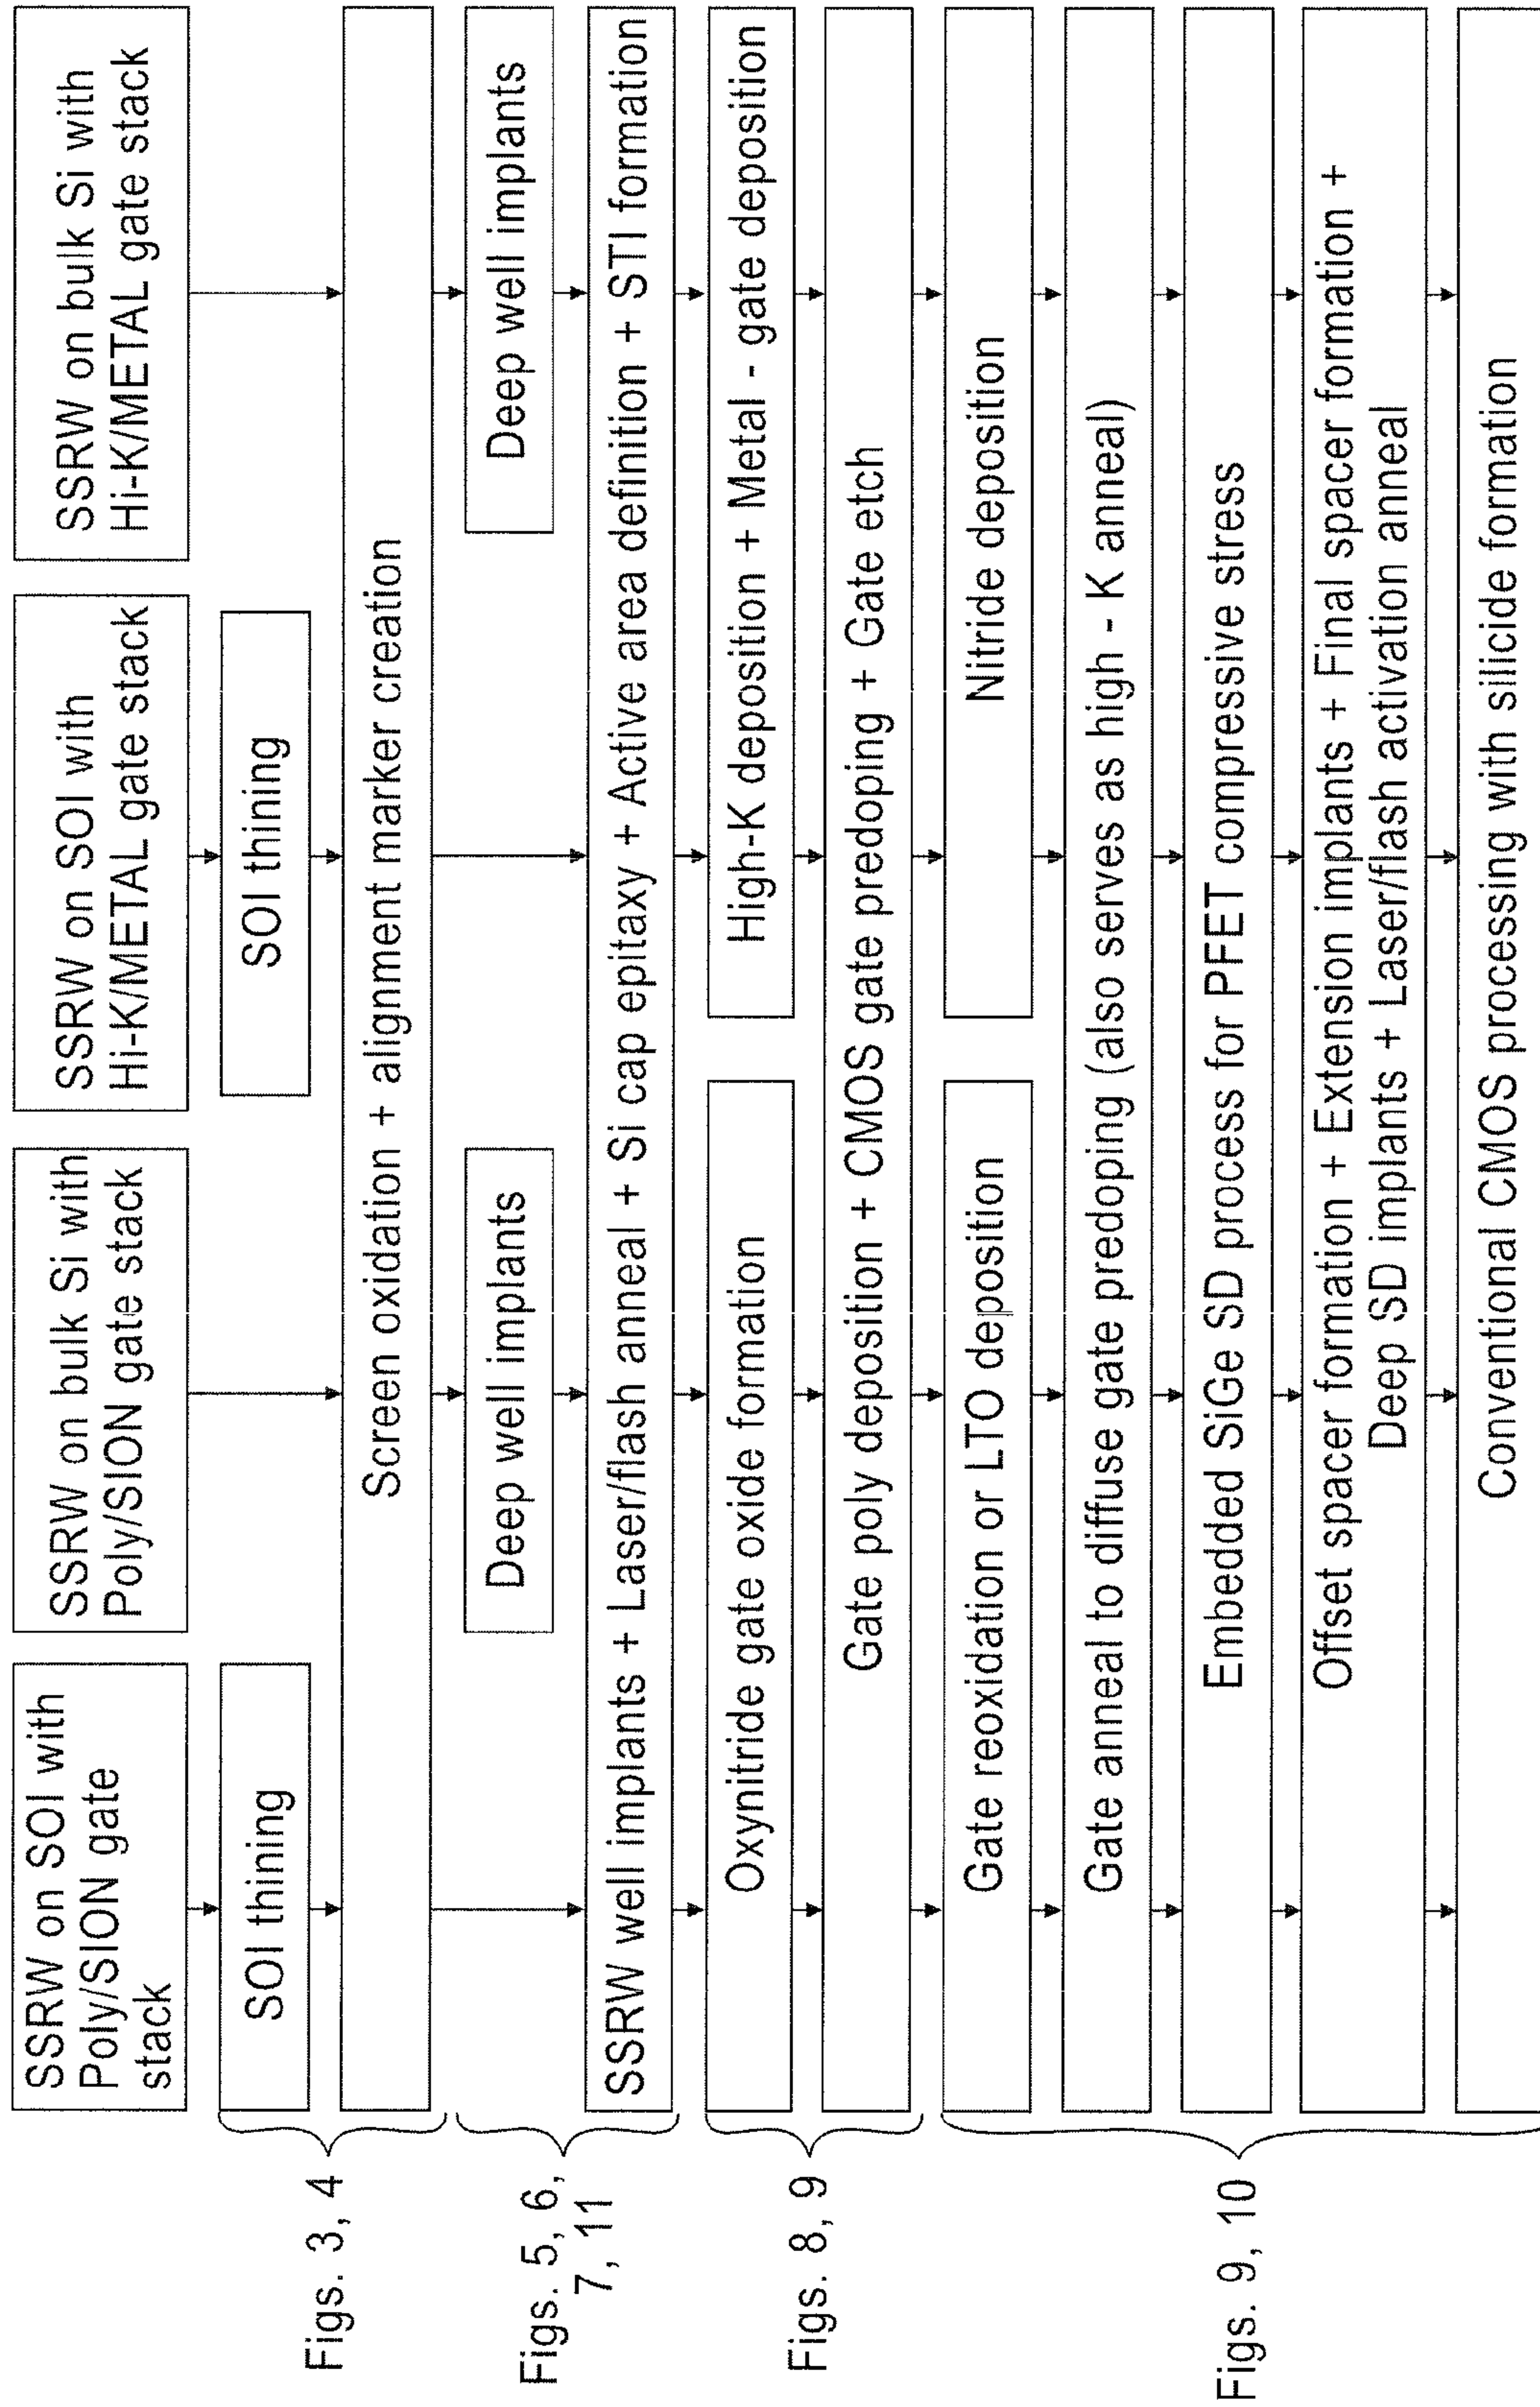 SSRW on SOI with
Poly/SION gate
stack
SSRW on bulk Si with
Poly/SION gate stack
SSRW on SOI with
Hi-K/METAL gate stack
SSRW on bulk Si with
Hi-K/METAL gate stack
Figs. 3, 4
SOI thining
SOI thining
Screen oxidation + alignment marker creation
Figs. 5, 6,
7, 11
Deep well implants
Deep well implants
SSRW well implants + Laser/flash anneal + Si cap epitaxy + Active area definition + STI formation
Figs. 8, 9
Oxynitride gate oxide formation
High-K deposition + Metal - gate deposition
Gate poly deposition + CMOS gate predoping + Gate etch
Figs. 9, 10
Gate reoxidation or LTO deposition
Nitride deposition
Gate anneal to diffuse gate predoping (also serves as high - K anneal)
Embedded SiGe SD process for PFET compressive stress
Offset spacer formation + Extension implants + Final spacer formation +
Deep SD implants + Laser/flash activation anneal
Conventional CMOS processing with silicide formation